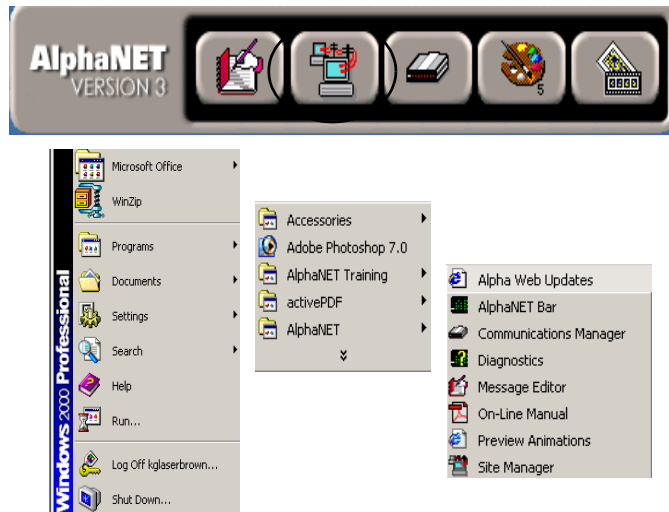 AlphaNET
VERSION 3
5
Microsoft Office
WinZip
Programs
Documents
Settings
Search
Help
Run...
Log Off kglaserbrown...
Shut Down...
Windows 2000 Professional
Accessories
Adobe Photoshop 7.0
AlphaNET Training
activePDF
AlphaNET
Alpha Web Updates
AlphaNET Bar
Communications Manager
Diagnostics
Message Editor
On-Line Manual
Preview Animations
Site Manager